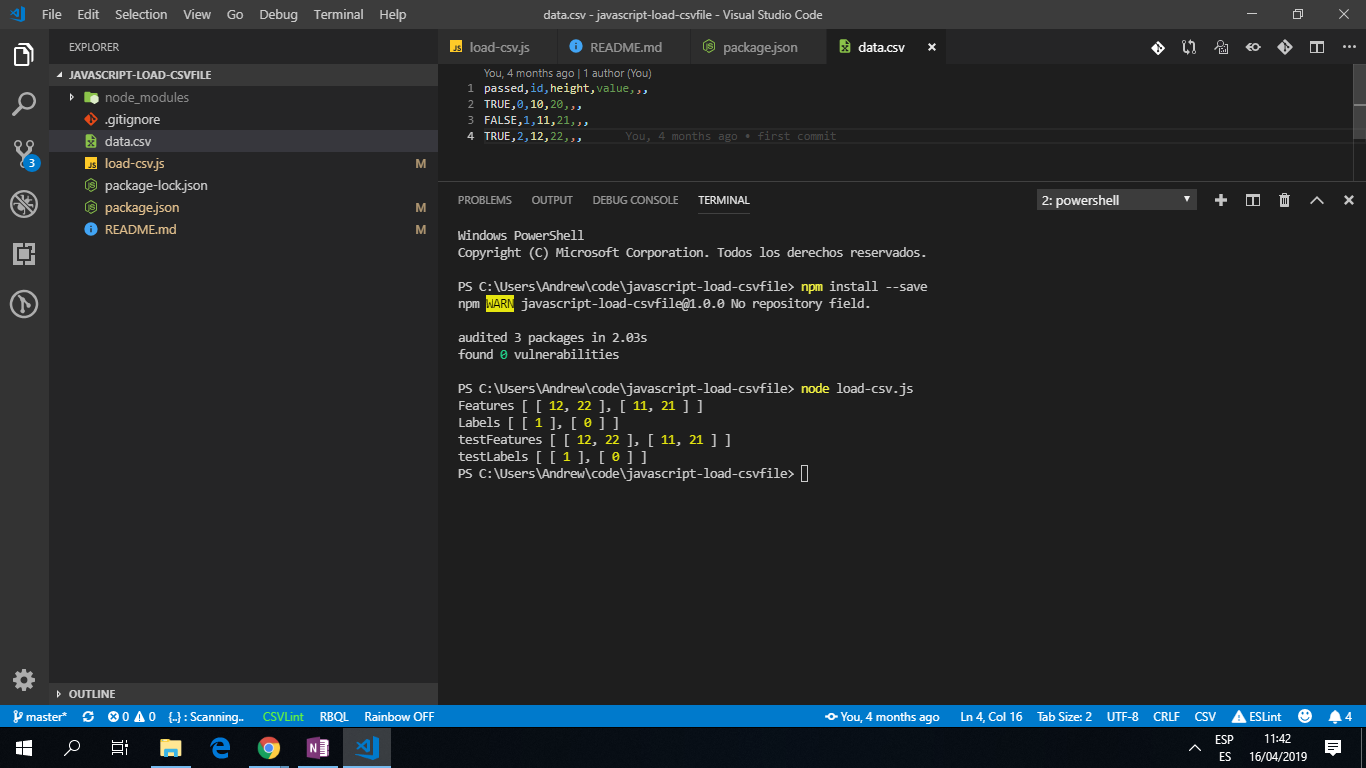 File Edit Selection View Go Debug Terminal Help
data.csv - javascript-load-csvfile - Visual Studio Code
EXPLORER
JAVASCRIPT-LOAD-CSVFILE
node_modules
.gitignore
data.csv
load-csv.js M
package-lock.json
package.json M
README.md M
3
OUTLINE
load-csv.js README.md package.json data.csv
You, 4 months ago | 1 author (You)
1 passed,id,height,value,,,
2 TRUE,0,10,20,,,
3 FALSE,1,11,21,,,
4 TRUE,2,12,22,,, You, 4 months ago • first commit
PROBLEMS OUTPUT DEBUG CONSOLE TERMINAL 2: powershell
Windows PowerShell
Copyright (C) Microsoft Corporation. Todos los derechos reservados.
PS C:\Users\Andrew\code\javascript-load-csvfile> npm install --save
npm WARN javascript-load-csvfile@1.0.0 No repository field.
audited 3 packages in 2.03s
found 0 vulnerabilities
PS C:\Users\Andrew\code\javascript-load-csvfile> node load-csv.js
Features [ [ 12, 22 ], [ 11, 21 ] ]
Labels [ [ 1 ], [ 0 ] ]
testFeatures [ [ 12, 22 ], [ 11, 21 ] ]
testLabels [ [ 1 ], [ 0 ] ]
PS C:\Users\Andrew\code\javascript-load-csvfile>
master* 0 0 {..} : Scanning.. CSVLint RBQL Rainbow OFF You, 4 months ago Ln 4, Col 16 Tab Size: 2 UTF-8 CRLF CSV ESLint 4
ESP
ES
11:42
16/04/2019